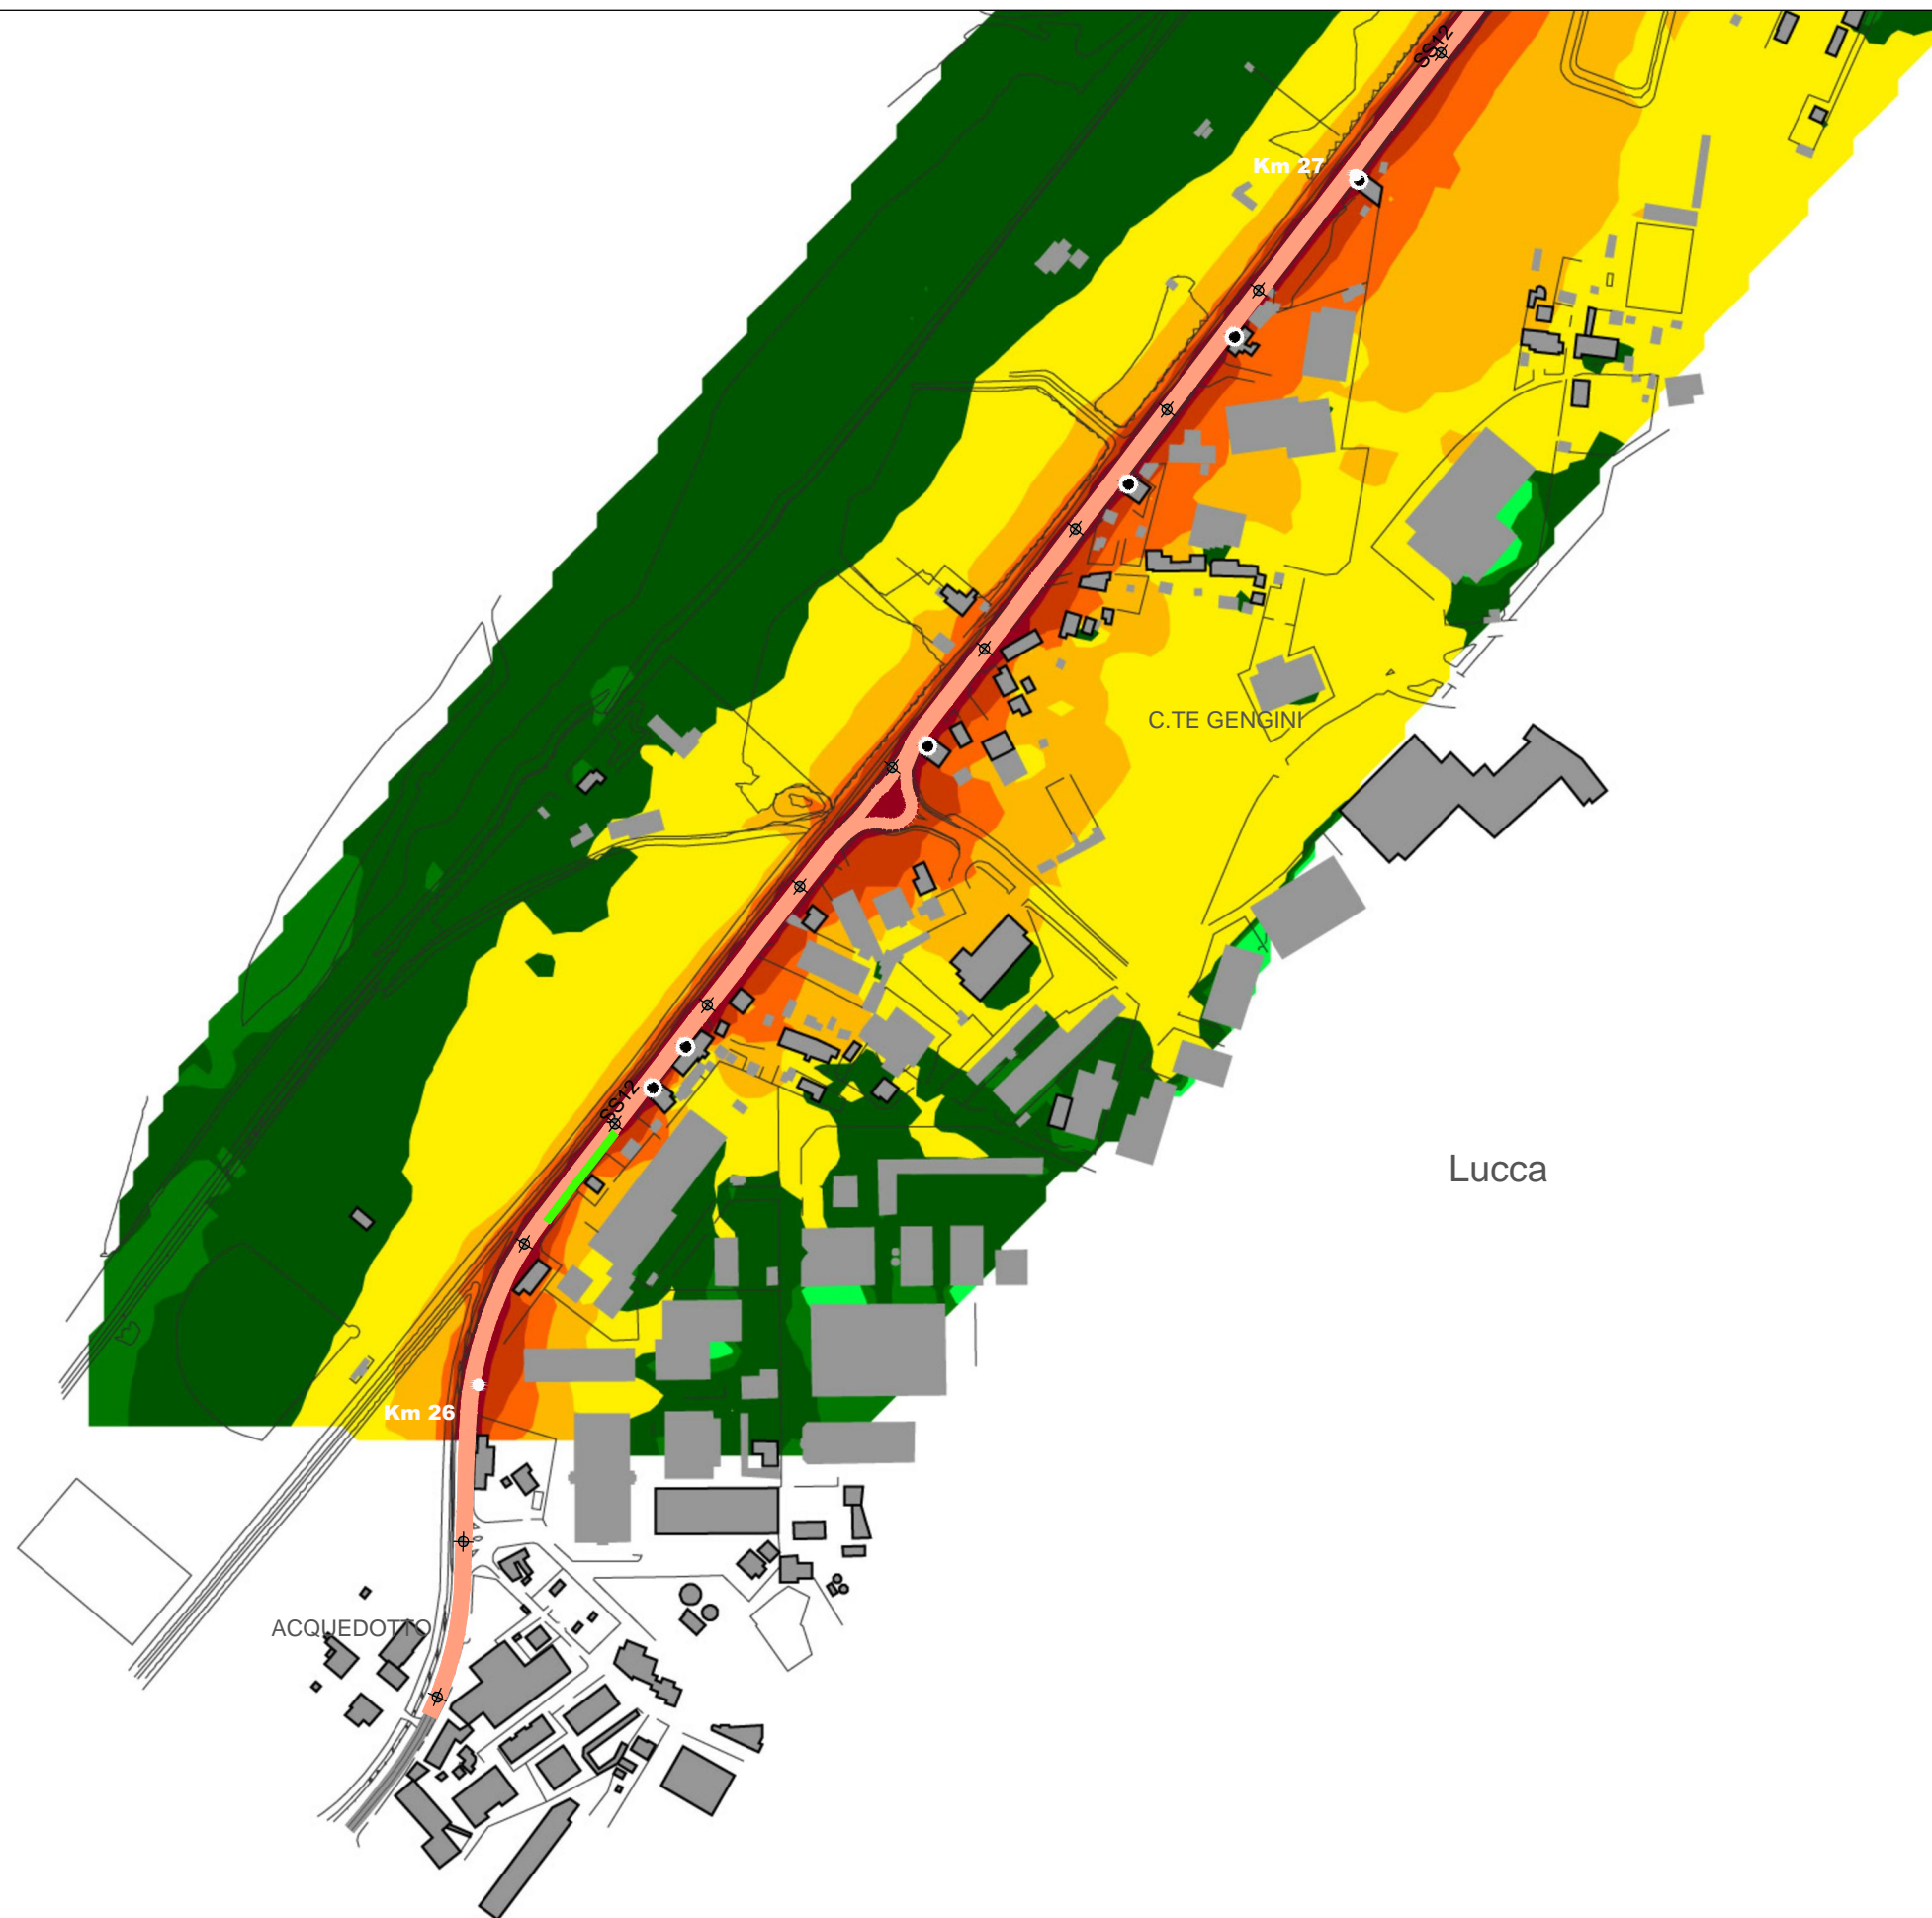 SS12
Km 27
C.TE GENGINI
SS12
Lucca
Km 26
ACQUEDOTTO